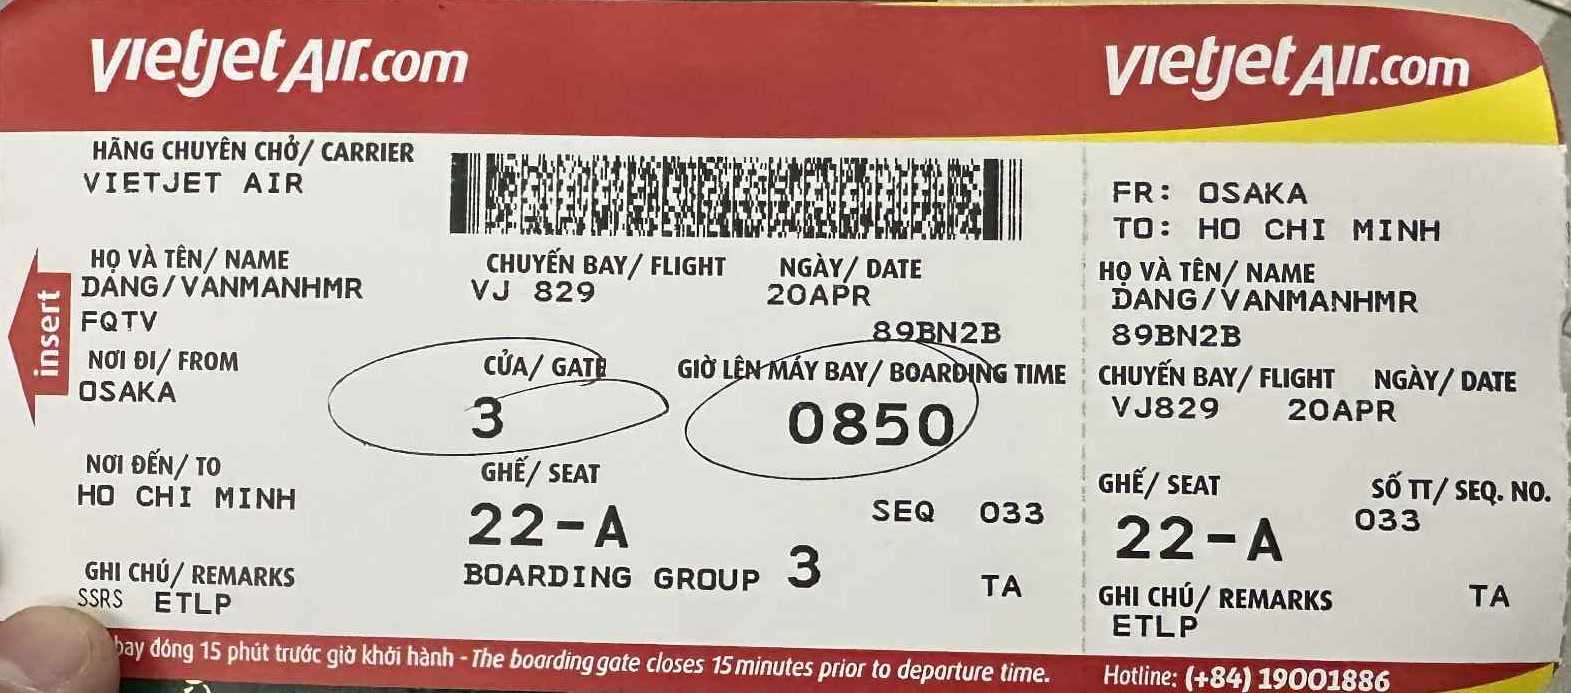 vietjetAir.com
HÃNG CHUYÊN CHỞ/ CARRIER
VIETJET AIR
HỌ VÀ TÊN/ NAME
DANG/VANMANHMR
FQTV
CHUYẾN BAY/ FLIGHT
VJ 829
NGÀY/ DATE
20APR
89BN2B
NƠI ĐI/ FROM
OSAKA
CỬA/ GATE
3
GIỜ LÊN MÁY BAY/ BOARDING TIME
0850
NƠI ĐẾN/ TO
HO CHI MINH
GHẾ/ SEAT
22-A
SEQ 033
GHI CHÚ/ REMARKS
SSRS ETLP
BOARDING GROUP 3
TA
insert
bay đóng 15 phút trước giờ khởi hành - The boarding gate closes 15 minutes prior to departure time.
vietjetAir.com
FR: OSAKA
TO: HO CHI MINH
HỌ VÀ TÊN/ NAME
DANG/VANMANHMR
89BN2B
CHUYẾN BAY/ FLIGHT NGÀY/ DATE
VJ829 20APR
GHẾ/ SEAT
22-A
SỐ TT/ SEQ. NO.
033
GHI CHÚ/ REMARKS
ETLP
TA
Hotline: (+84) 19001886